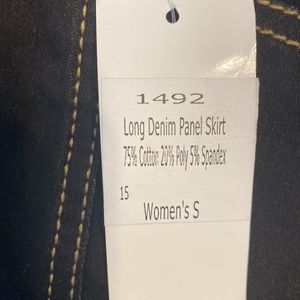 1492
Long Denim Panel Skirt
75% Cotton 20% Poly 5% Spandex
15
Women's S